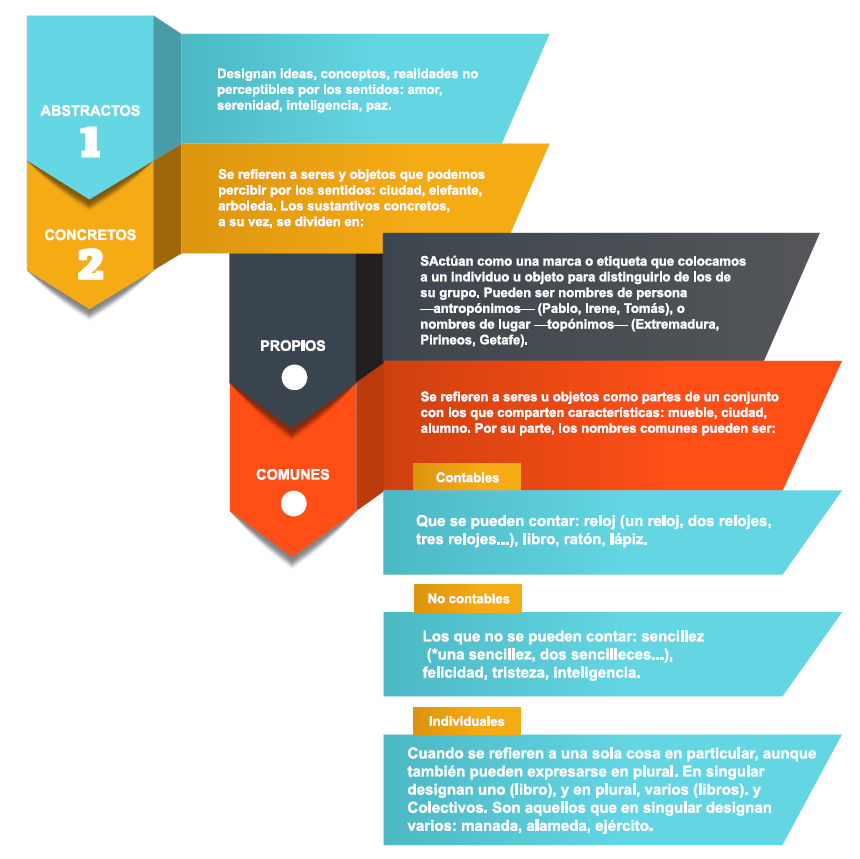 ABSTRACTOS
1
Designan ideas, conceptos, realidades no
perceptibles por los sentidos: amor,
serenidad, inteligencia, paz.
CONCRETOS
2
Se refieren a seres y objetos que podemos
percibir por los sentidos: ciudad, elefante,
arboleda. Los sustantivos concretos,
a su vez, se dividen en:
PROPIOS
SActúan como una marca o etiqueta que colocamos
a un individuo u objeto para distinguirlo de los de
su grupo. Pueden ser nombres de persona
—antropónimos— (Pablo, Irene, Tomás), o
nombres de lugar —topónimos— (Extremadura,
Pirineos, Getafe).
COMUNES
Se refieren a seres u objetos como partes de un conjunto
con los que comparten características: mueble, ciudad,
alumno. Por su parte, los nombres comunes pueden ser:
Contables
Que se pueden contar: reloj (un reloj, dos relojes,
tres relojes...), libro, ratón, lápiz.
No contables
Los que no se pueden contar: sencillez
(*una sencillez, dos sencilleces...),
felicidad, tristeza, inteligencia.
Individuales
Cuando se refieren a una sola cosa en particular, aunque
también pueden expresarse en plural. En singular
designan uno (libro), y en plural, varios (libros). y
Colectivos. Son aquellos que en singular designan
varios: manada, alameda, ejército.